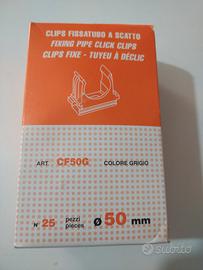 CLIPS FISSATUBO A SCATTO
FIXING PIPE CLICK CLIPS
CLIPS FIXE - TUYEU À DÉCLIC
ART. CF50G COLORE GRIGIO
N° 25 pezzi pieces ø 50 mm
subito